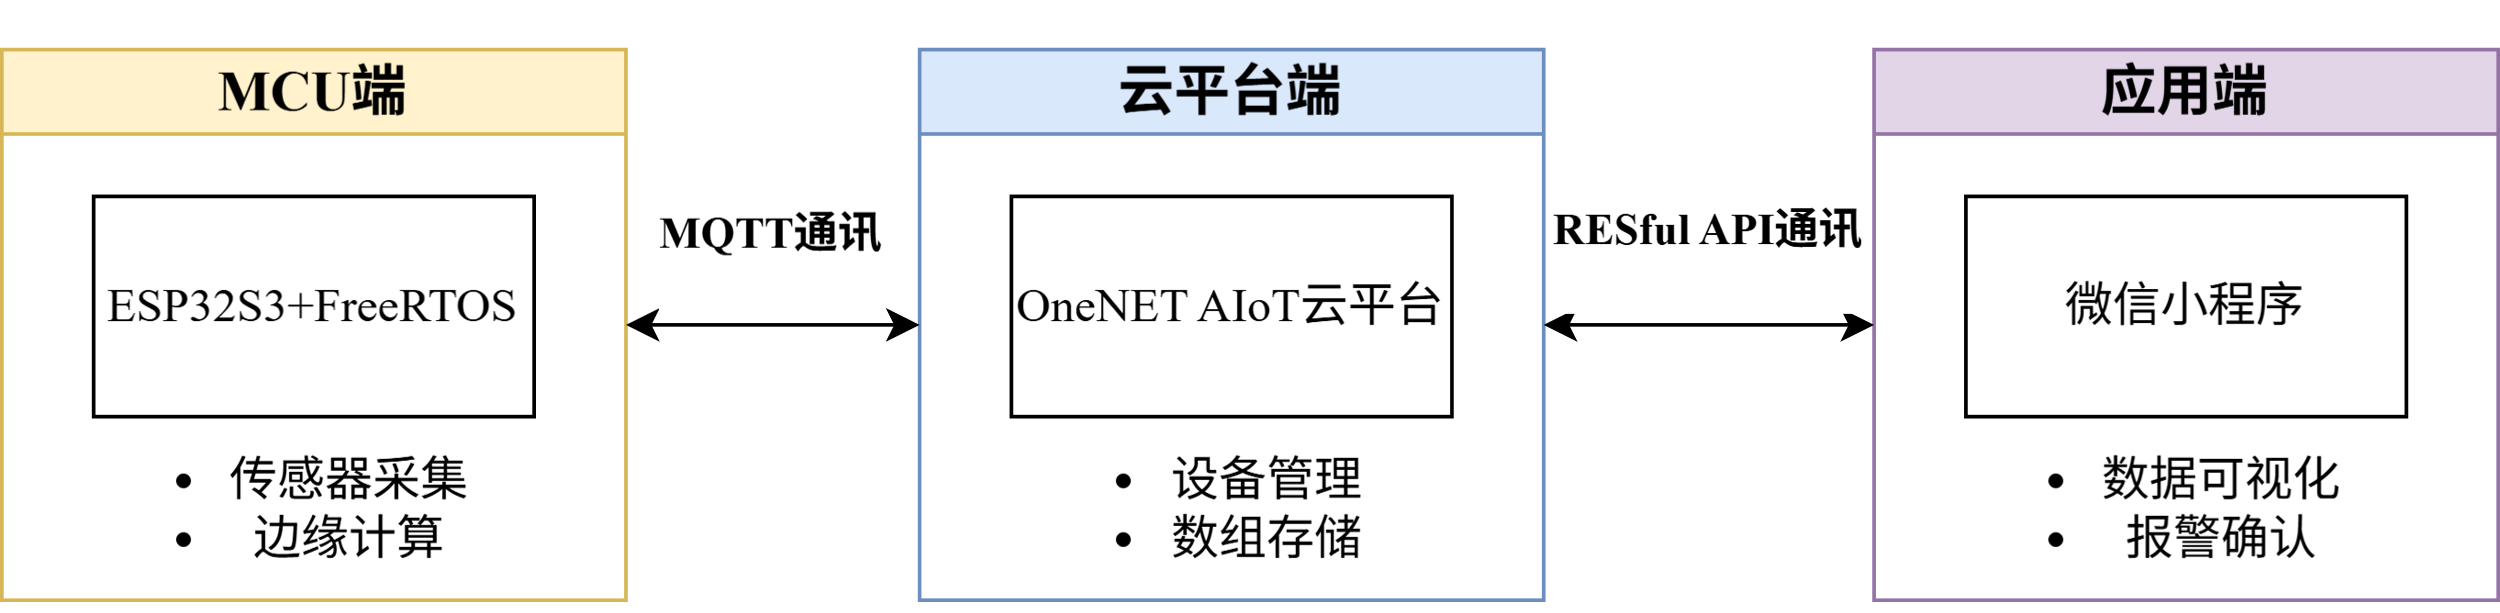 MCU端
ESP32S3+FreeRTOS
• 传感器采集
• 边缘计算
MQTT通讯
云平台端
OneNET AIoT云平台
• 设备管理
• 数组存储
RESful API通讯
应用端
微信小程序
• 数据可视化
• 报警确认